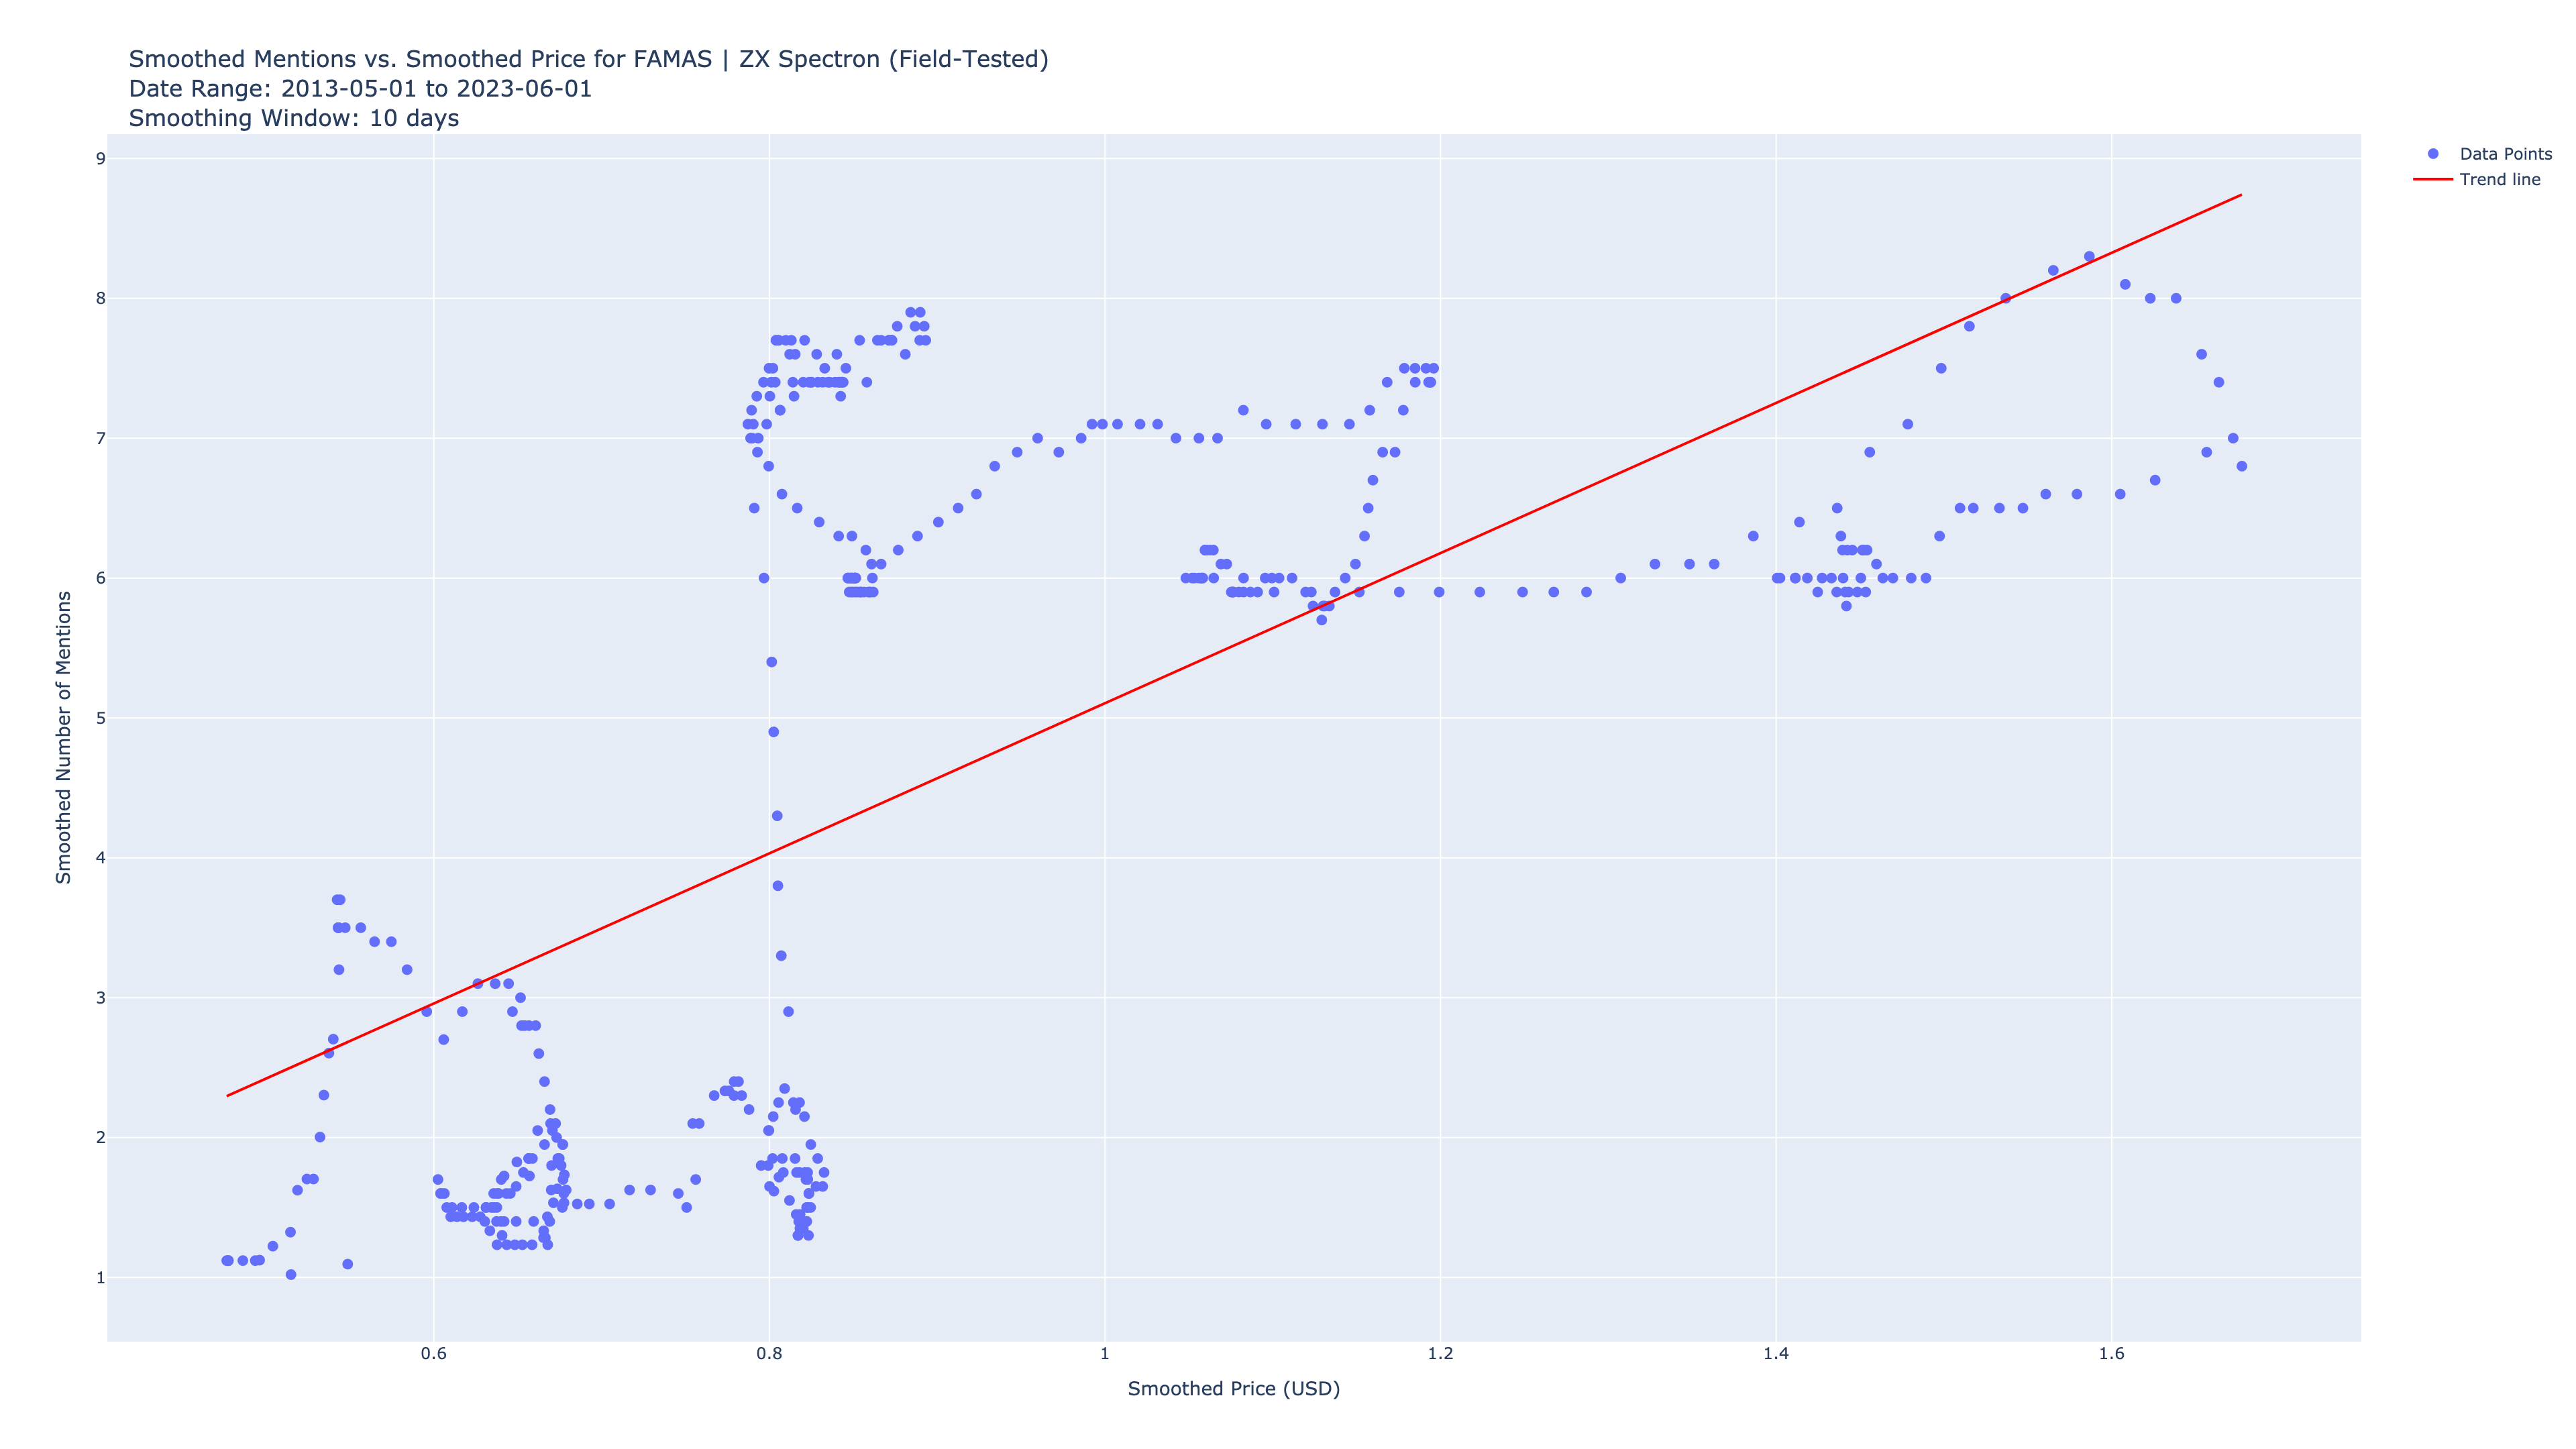 Smoothed Mentions vs. Smoothed Price for FAMAS | ZX Spectron (Field-Tested)
Date Range: 2013-05-01 to 2023-06-01
Smoothing Window: 10 days
Data Points
Trend line
9
8
7
6
5
4
3
2
1
Smoothed Number of Mentions
0.6
0.8
1
1.2
1.4
1.6
Smoothed Price (USD)